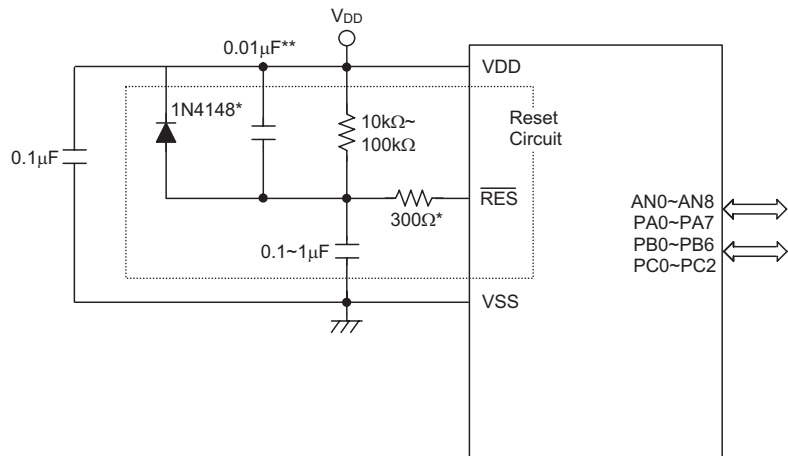 VDD
0.01μF**
VDD
1N4148*
10kΩ~
100kΩ
Reset
Circuit
0.1μF
RES
300Ω*
AN0~AN8
PA0~PA7
PB0~PB6
PC0~PC2
0.1~1μF
VSS